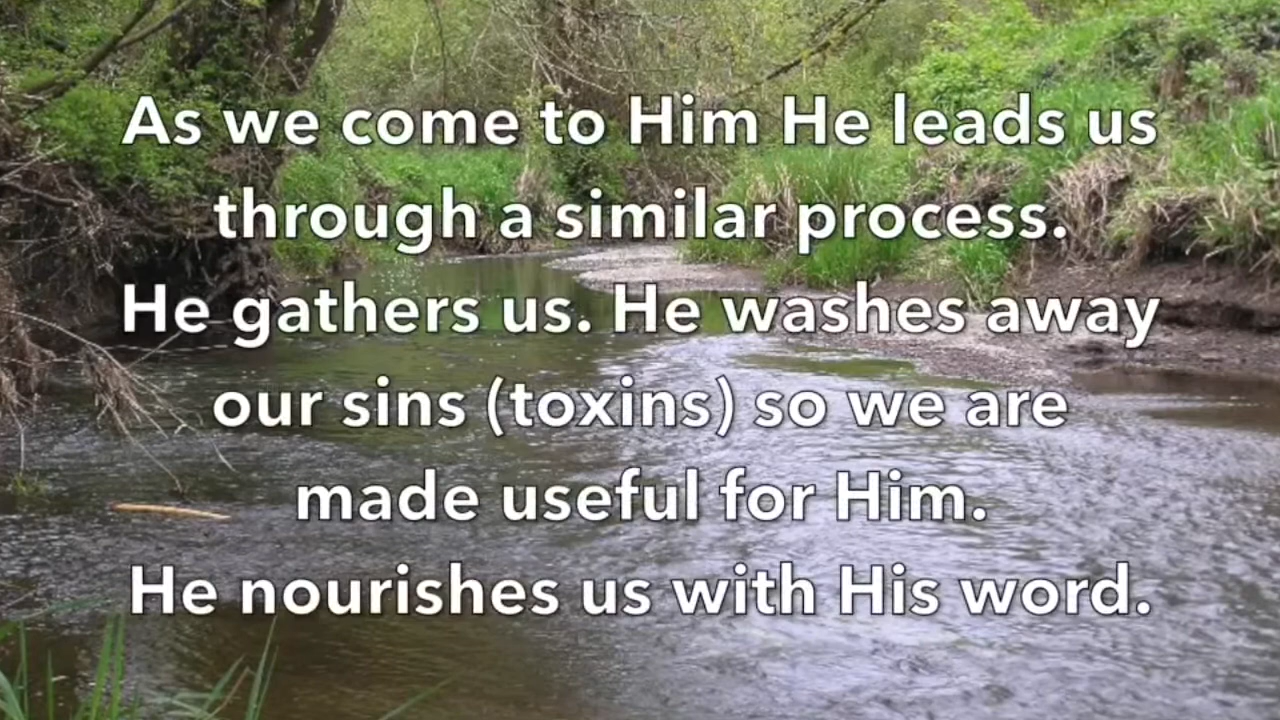 As we come to Him He leads us
through a similar process.
He gathers us. He washes away
our sins (toxins) so we are
made useful for Him.
He nourishes us with His word.